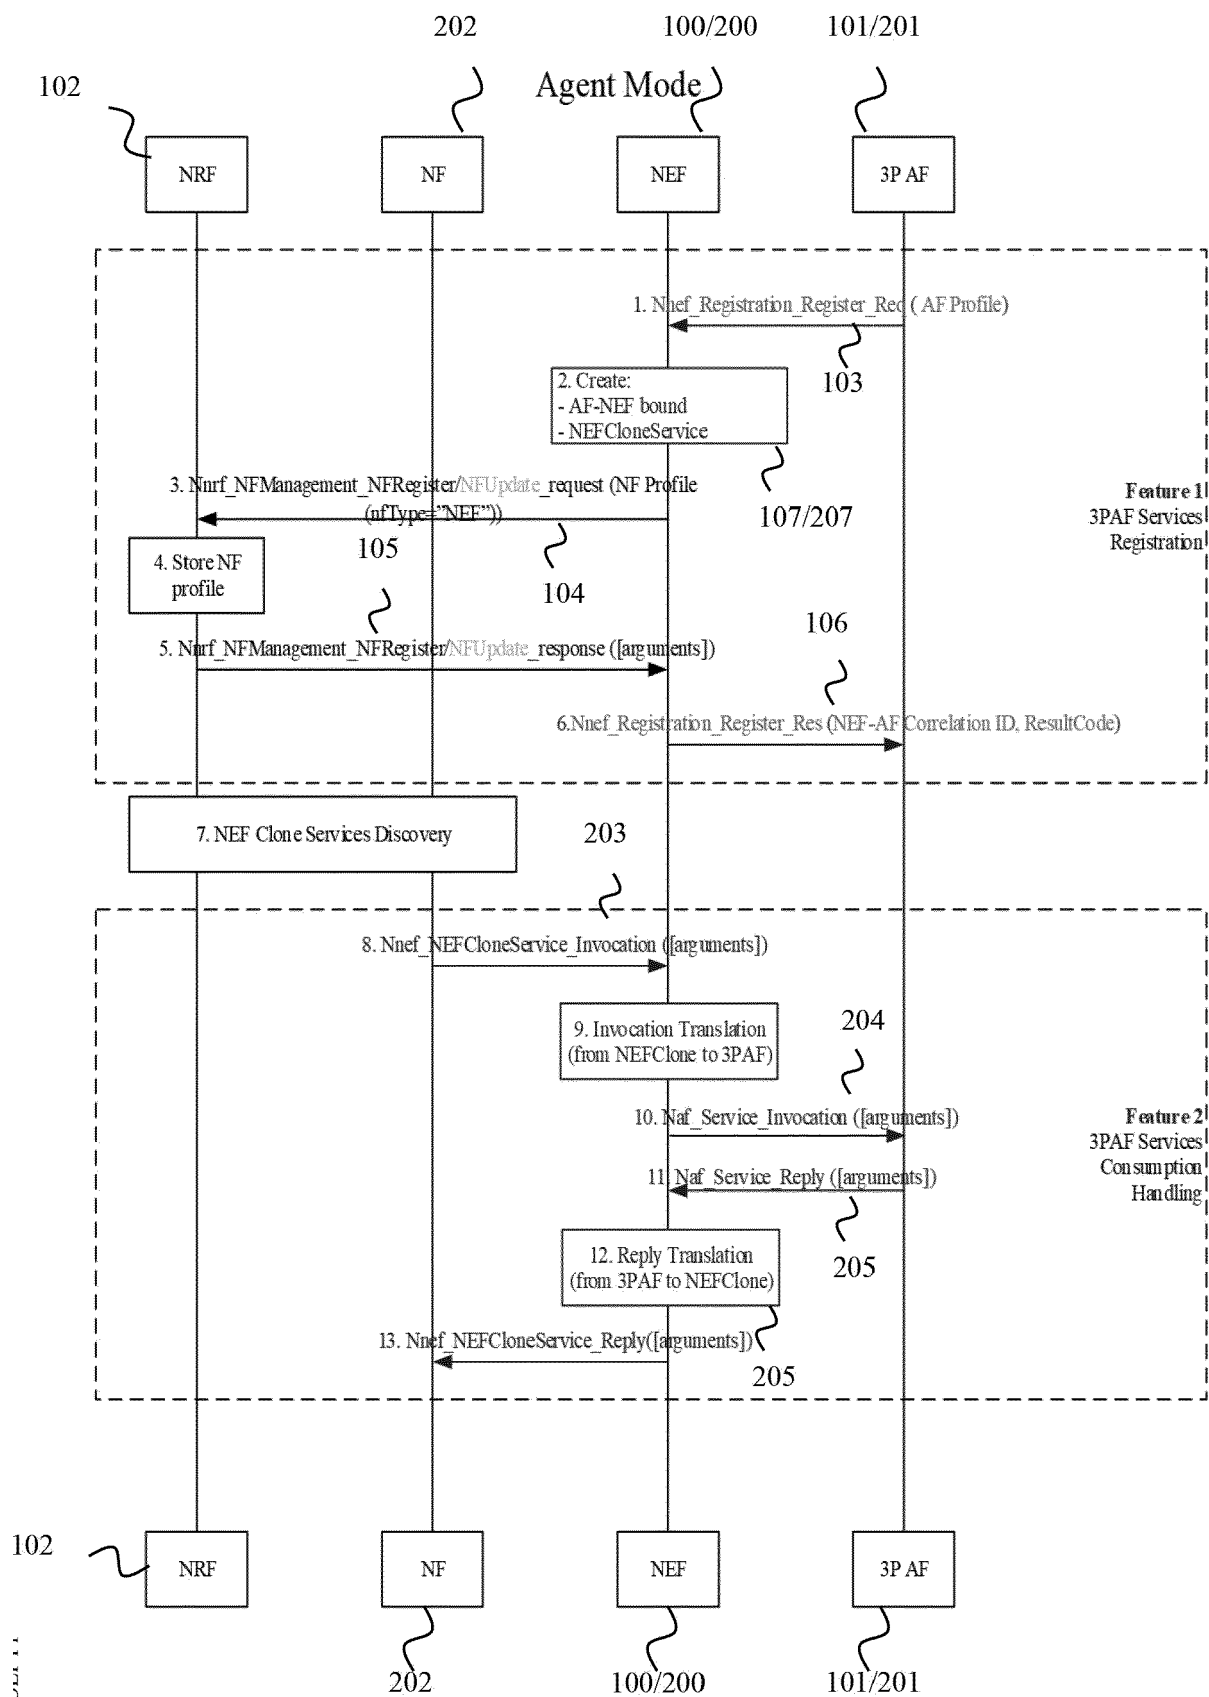 202 100/200 101/201
102 Agent Mode
NRF NF NEF 3P AF
1. Nnef_Registration_Register_Req ( AF Profile)
103
2. Create:
- AF-NEF bound
- NEFCloneService
3. Nnrf_NFManagement_NFRegister/NFUpdate_request (NF Profile
(nfType="NEF"))
107/207
Feature 1
3PAF Services
Registration
105
4. Store NF
profile
104
106
5. Nnrf_NFManagement_NFRegister/NFUpdate_response ([arguments])
6.Nnef_Registration_Register_Res (NEF-AF Correlation ID, ResultCode)
7. NEF Clone Services Discovery
203
8. Nnef_NEFCloneService_Invocation ([arguments])
9. Invocation Translation
(from NEFClone to 3PAF)
204
10. Naf_Service_Invocation ([arguments])
Feature 2
3PAF Services
Consumption
Handling
11. Naf_Service_Reply ([arguments])
205
12. Reply Translation
(from 3PAF to NEFClone)
13. Nnef_NEFCloneService_Reply([arguments])
205
102
NRF NF NEF 3P AF
202 100/200 101/201